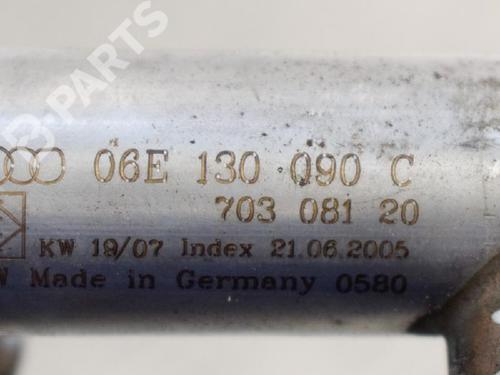 B-PARTS
06E 130 090 C
703 081 20
KW 19/07 Index 21.06.2005
Made in Germany 0580